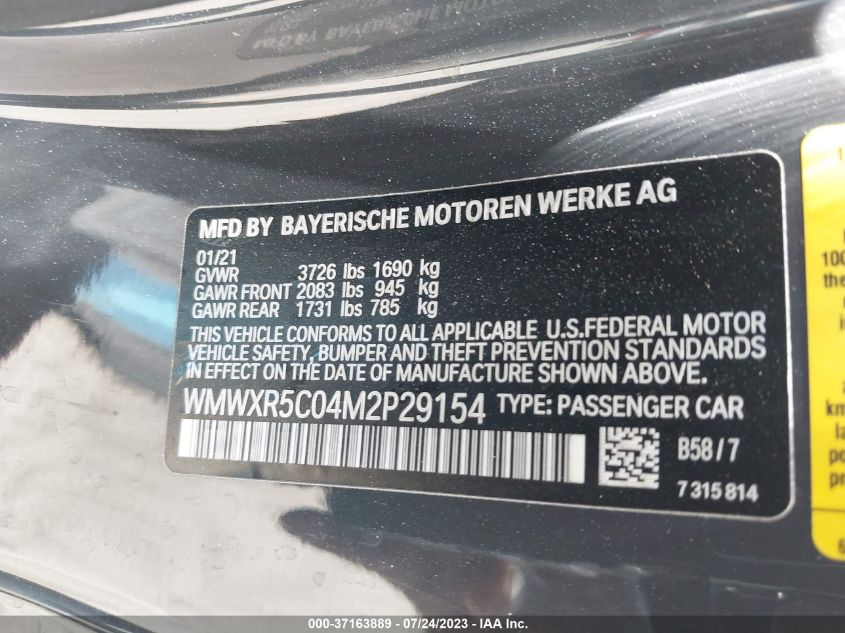 MFD BY BAYERISCHE MOTOREN WERKE AG
01/21
GVWR 3726 lbs 1690 kg
GAWR FRONT 2083 lbs 945 kg
GAWR REAR 1731 lbs 785 kg
THIS VEHICLE CONFORMS TO ALL APPLICABLE U.S.FEDERAL MOTOR
VEHICLE SAFETY, BUMPER AND THEFT PREVENTION STANDARDS
IN EFFECT ON THE DATE OF MANUFACTURE SHOWN ABOVE.
WMWXR5C04M2P29154 TYPE: PASSENGER CAR
B58/7
7 315 814
100
the
km
000-37163889 - 07/24/2023 - IAA Inc.